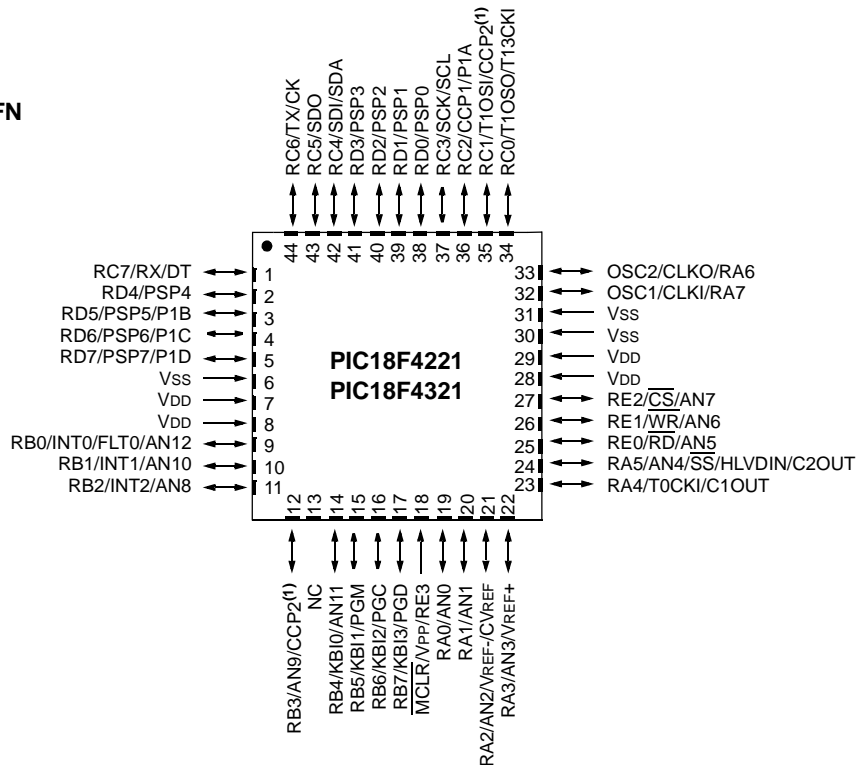 FN
RC6/TX/CK
RC5/SDO
RC4/SDI/SDA
RD3/PSP3
RD2/PSP2
RD1/PSP1
RD0/PSP0
RC3/SCK/SCL
RC2/CCP1/P1A
RC1/T1OSI/CCP2(1)
RC0/T1OSO/T13CKI
44
43
42
41
40
39
38
37
36
35
34
RC7/RX/DT 1
RD4/PSP4 2
RD5/PSP5/P1B 3
RD6/PSP6/P1C 4
RD7/PSP7/P1D 5
VSS 6
VDD 7
VDD 8
RB0/INT0/FLT0/AN12 9
RB1/INT1/AN10 10
RB2/INT2/AN8 11
PIC18F4221
PIC18F4321
33 OSC2/CLKO/RA6
32 OSC1/CLKI/RA7
31 VSS
30 VSS
29 VDD
28 VDD
27 RE2/CS/AN7
26 RE1/WR/AN6
25 RE0/RD/AN5
24 RA5/AN4/SS/HLVDIN/C2OUT
23 RA4/T0CKI/C1OUT
12
13
14
15
16
17
18
19
20
21
22
RB3/AN9/CCP2(1)
NC
RB4/KBI0/AN11
RB5/KBI1/PGM
RB6/KBI2/PGC
RB7/KBI3/PGD
MCLR/VPP/RE3
RA0/AN0
RA1/AN1
RA2/AN2/VREF-/CVREF
RA3/AN3/VREF+